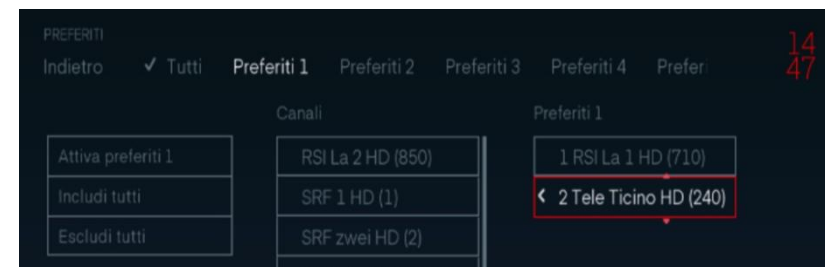 PREFERITI
Indietro ✓ Tutti Preferiti 1 Preferiti 2 Preferiti 3 Preferiti 4 Preferi
14
47
Canali
Preferiti 1
Attiva preferiti 1
Includi tutti
Escludi tutti
RSI La 2 HD (850)
SRF 1 HD (1)
SRF zwei HD (2)
1 RSI La 1 HD (710)
< 2 Tele Ticino HD (240)